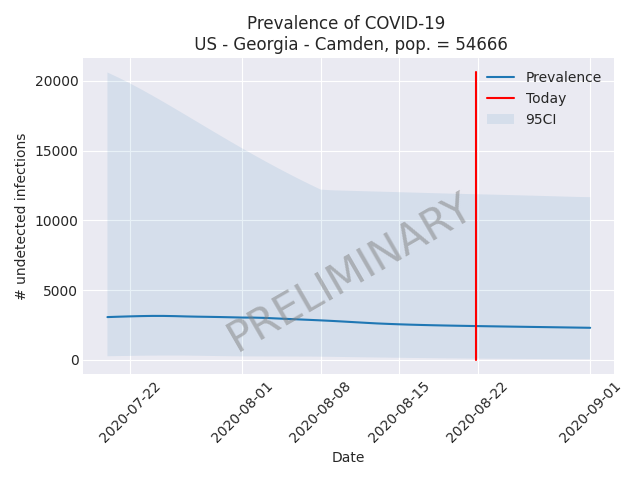 Prevalence of COVID-19
US - Georgia - Camden, pop. = 54666
Prevalence
Today
95CI
20000
15000
10000
5000
0
# undetected infections
PRELIMINARY
2020-07-22
2020-08-01
2020-08-08
2020-08-15
2020-08-22
2020-09-01
Date